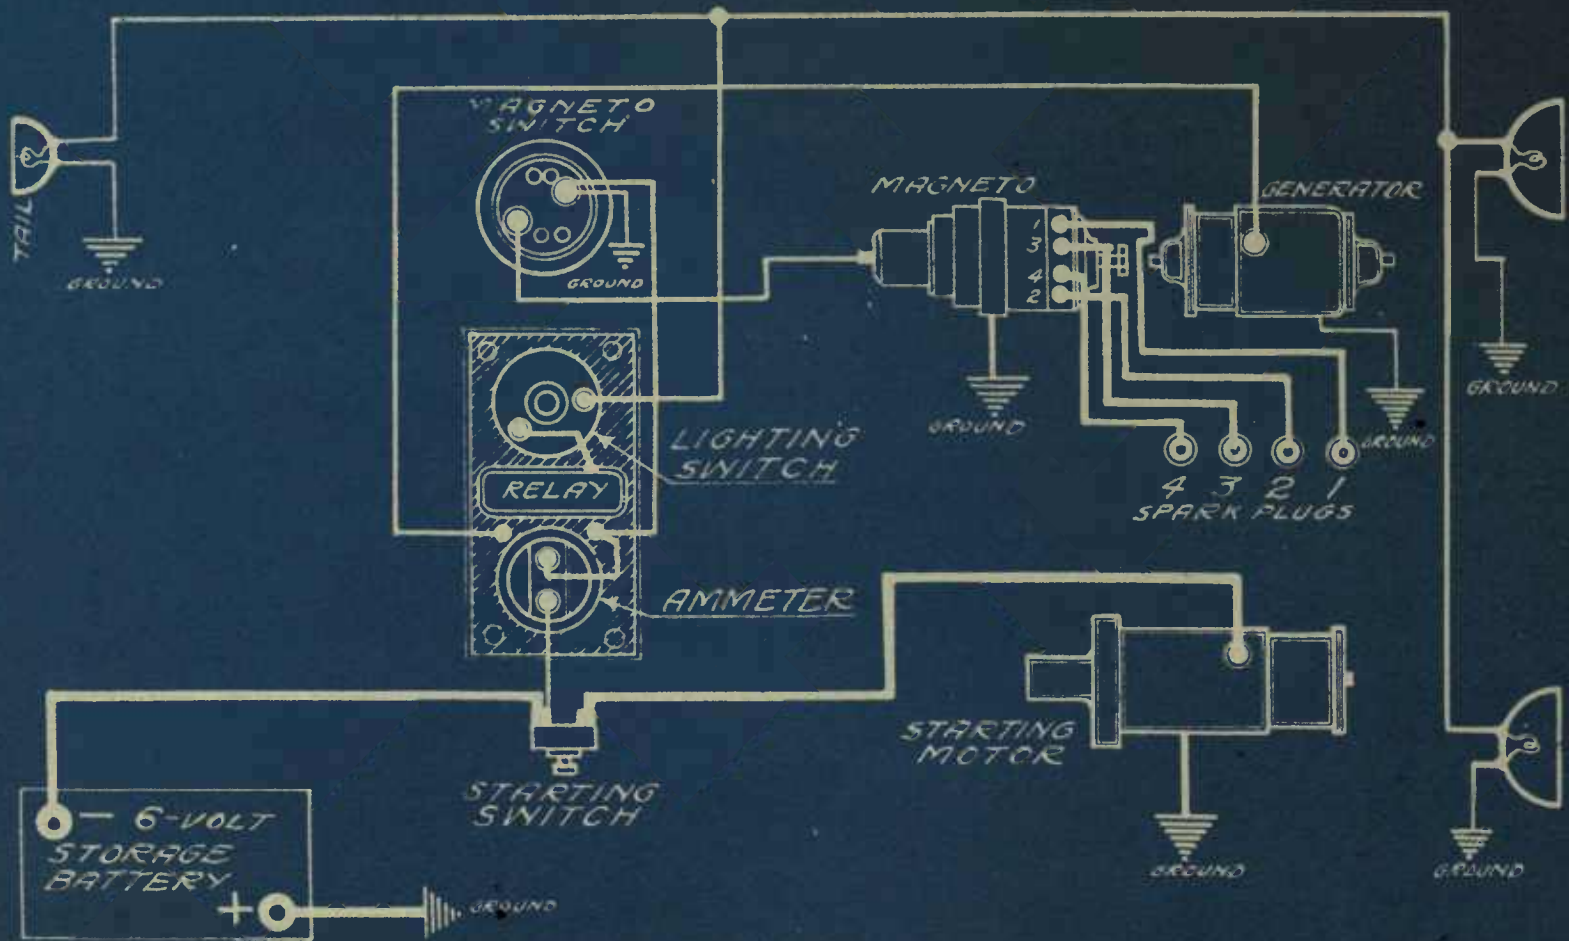 MAGNETO
SWITCH
GROUND
TAIL
GROUND
MAGNETO
1
3
4
2
GROUND
GENERATOR
GROUND
GROUND
LIGHTING
SWITCH
RELAY
AMMETER
4 3 2 1
SPARK PLUGS
STARTING
SWITCH
STARTING
MOTOR
GROUND
GROUND
— 6-VOLT
STORAGE
BATTERY
+
GROUND